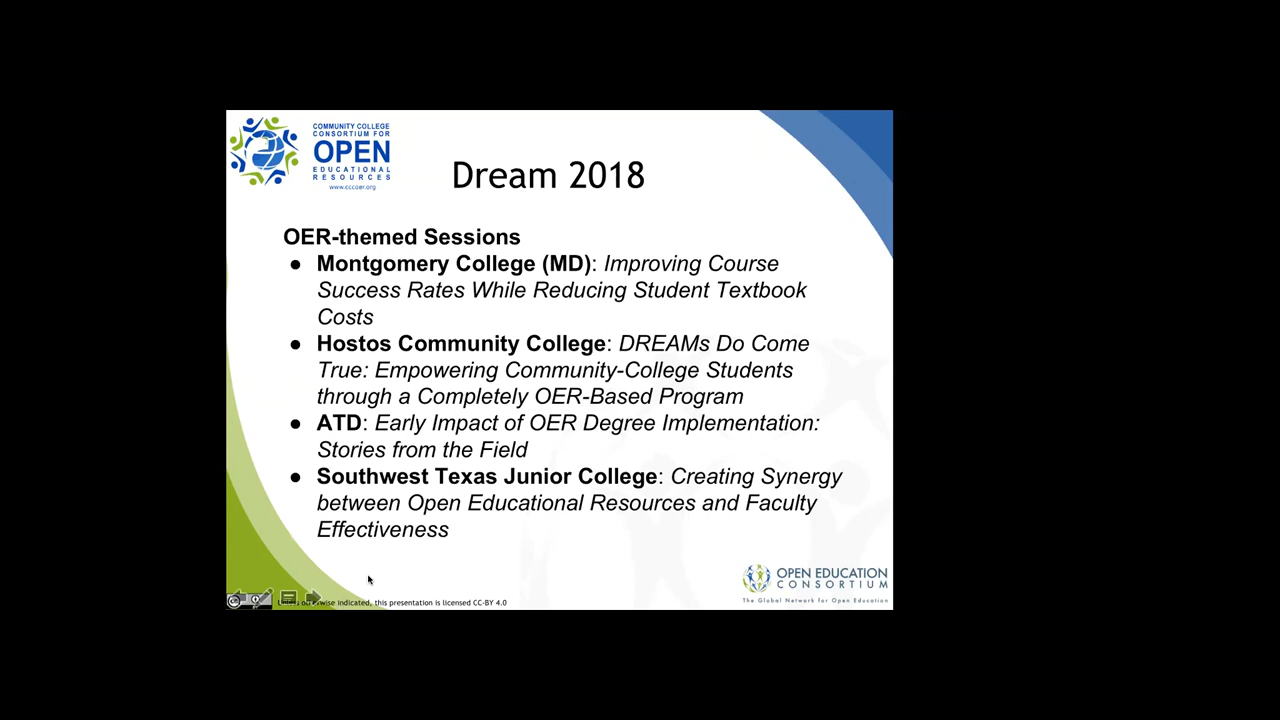 COMMUNITY COLLEGE
CONSORTIUM FOR
OPEN
EDUCATIONAL
RESOURCES
www.cccoer.org
Dream 2018
OER-themed Sessions
● Montgomery College (MD): Improving Course
Success Rates While Reducing Student Textbook
Costs
● Hostos Community College: DREAMs Do Come
True: Empowering Community-College Students
through a Completely OER-Based Program
● ATD: Early Impact of OER Degree Implementation:
Stories from the Field
● Southwest Texas Junior College: Creating Synergy
between Open Educational Resources and Faculty
Effectiveness
OPEN EDUCATION
CONSORTIUM
The Global Network for Open Education
indicated, this presentation is licensed CC-BY 4.0